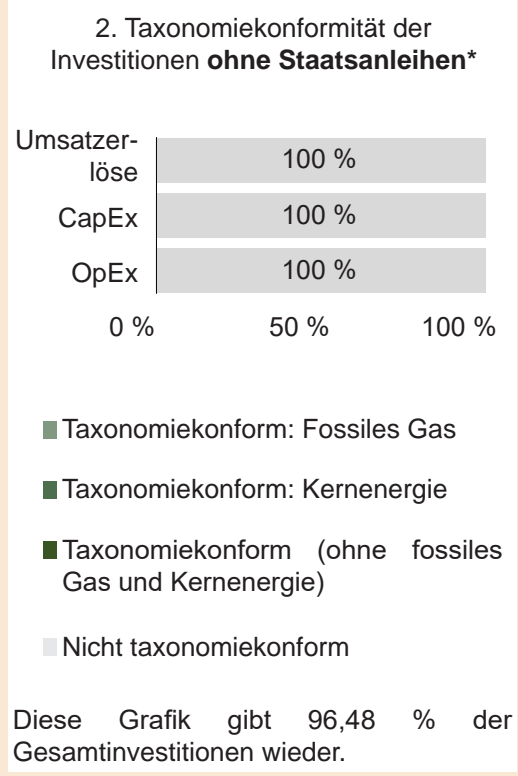 2. Taxonomiekonformität der
Investitionen ohne Staatsanleihen*
Umsatzer-
löse
100 %
CapEx
100 %
OpEx
100 %
0 % 50 % 100 %
Taxonomiekonform: Fossiles Gas
Taxonomiekonform: Kernenergie
Taxonomiekonform (ohne fossiles
Gas und Kernenergie)
Nicht taxonomiekonform
Diese Grafik gibt 96,48 % der
Gesamtinvestitionen wieder.